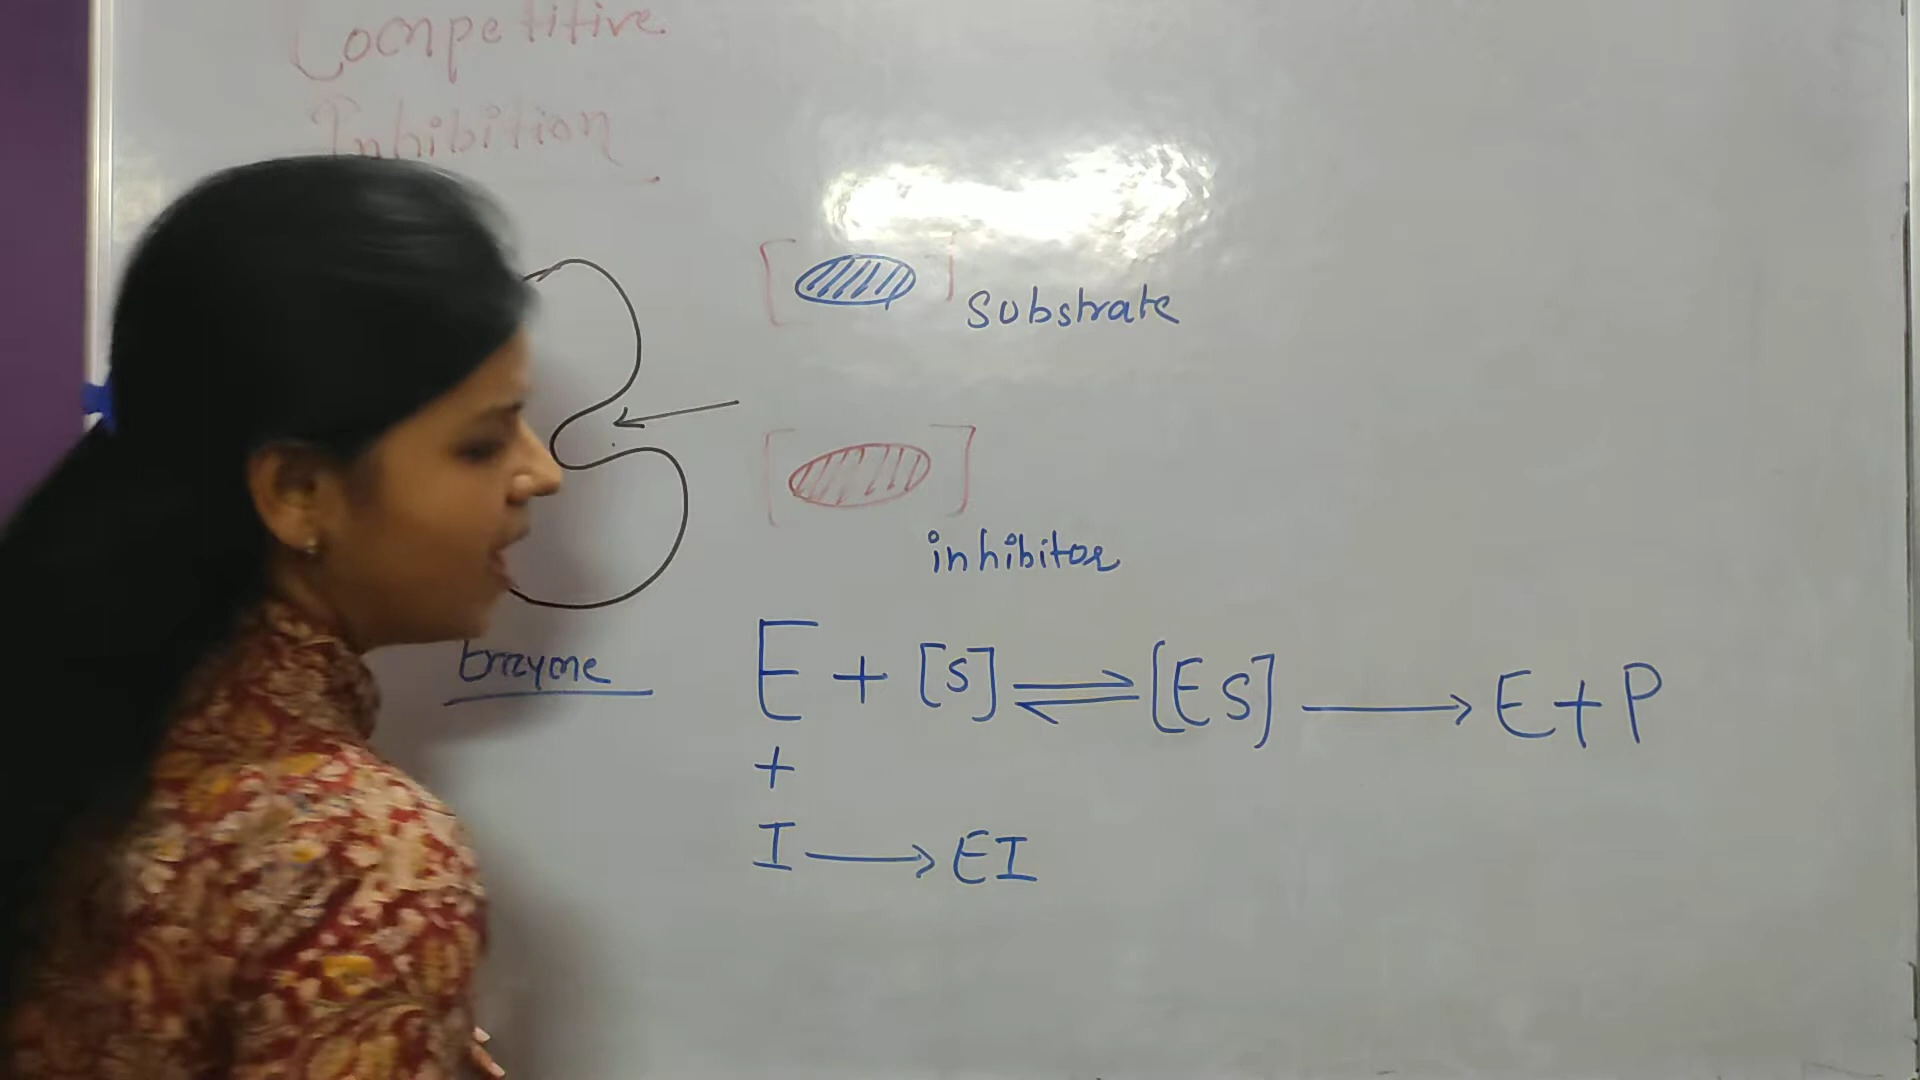 Competitive
Inhibition
Substrate
inhibitor
Enzyme
E + [S] ⇌ [ES] ⟶ E+P
+
I ⟶ EI